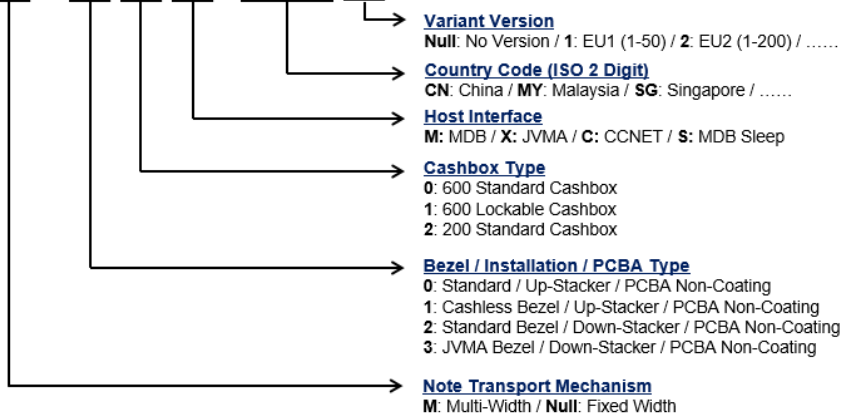 Variant Version
Null: No Version / 1: EU1 (1-50) / 2: EU2 (1-200) / ……
Country Code (ISO 2 Digit)
CN: China / MY: Malaysia / SG: Singapore / ……
Host Interface
M: MDB / X: JVMA / C: CCNET / S: MDB Sleep
Cashbox Type
0: 600 Standard Cashbox
1: 600 Lockable Cashbox
2: 200 Standard Cashbox
Bezel / Installation / PCBA Type
0: Standard / Up-Stacker / PCBA Non-Coating
1: Cashless Bezel / Up-Stacker / PCBA Non-Coating
2: Standard Bezel / Down-Stacker / PCBA Non-Coating
3: JVMA Bezel / Down-Stacker / PCBA Non-Coating
Note Transport Mechanism
M: Multi-Width / Null: Fixed Width